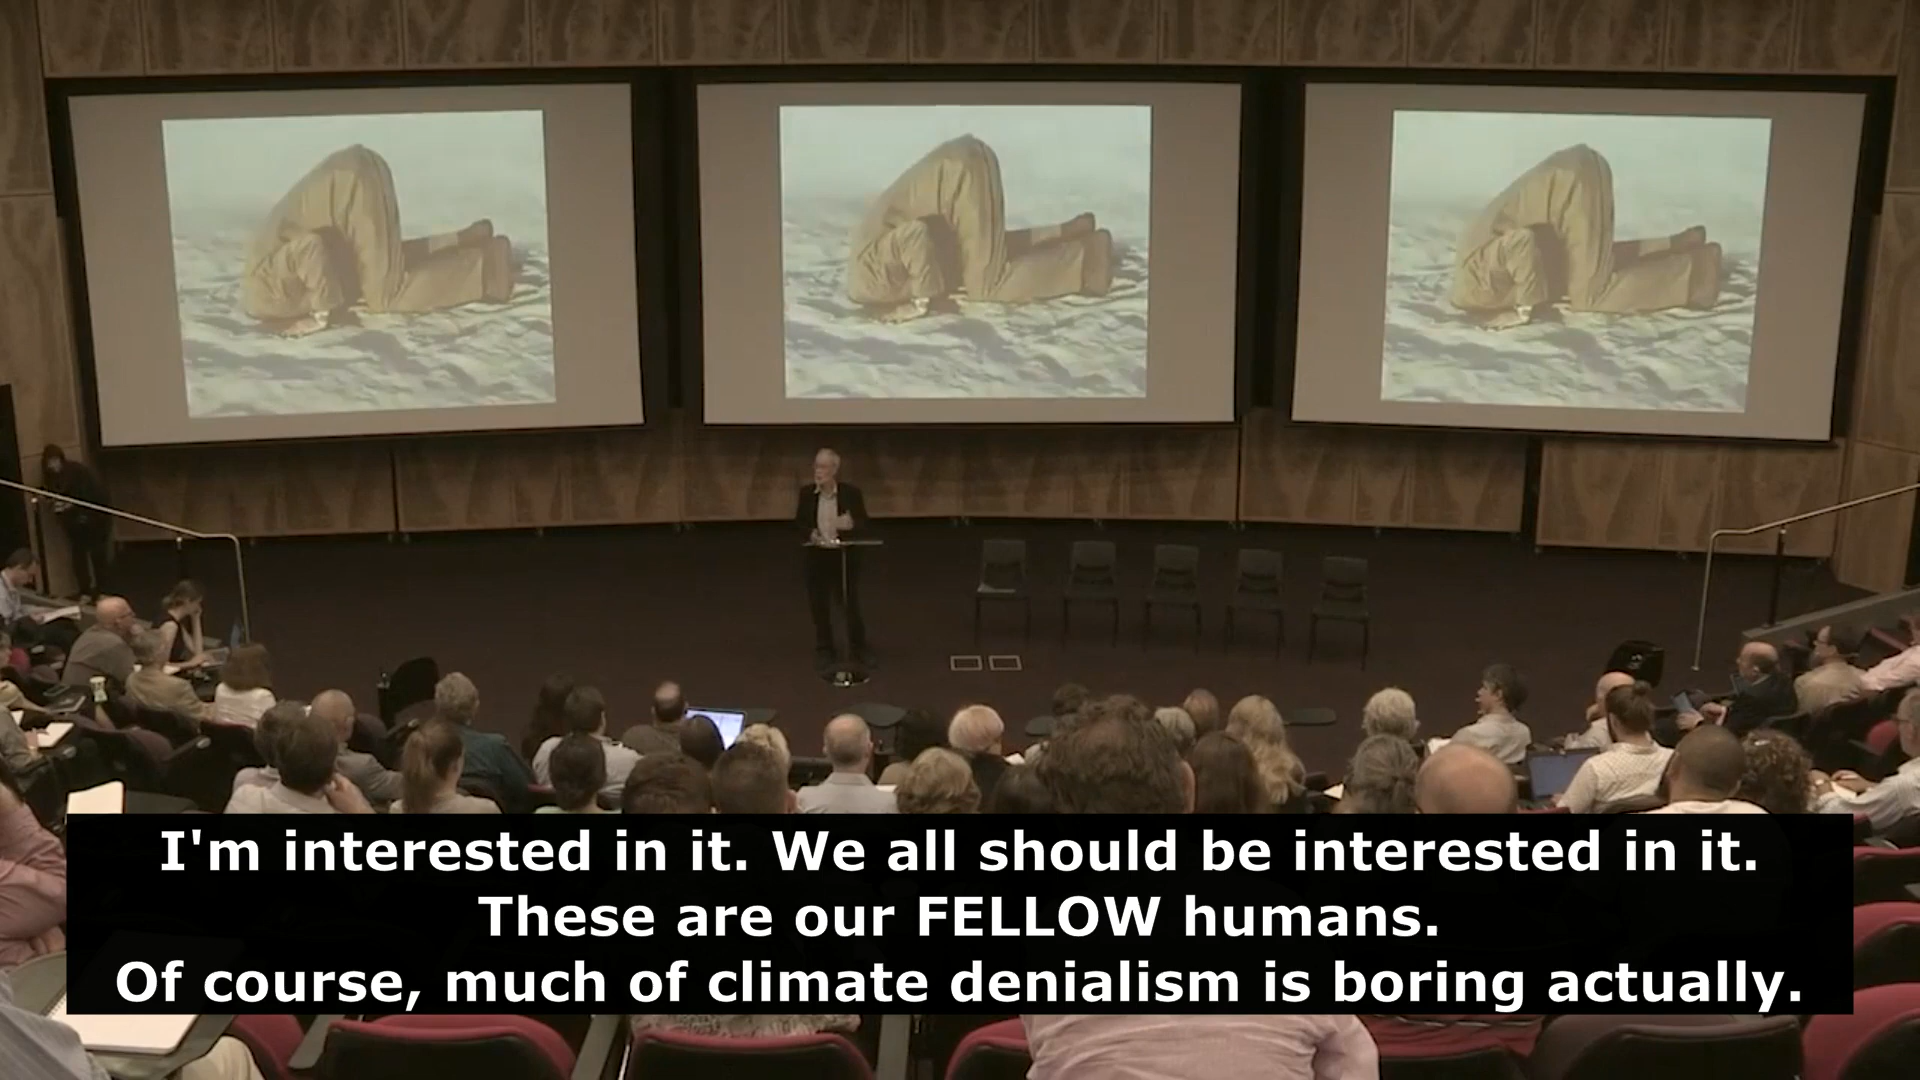 I'm interested in it. We all should be interested in it.
These are our FELLOW humans.
Of course, much of climate denialism is boring actually.